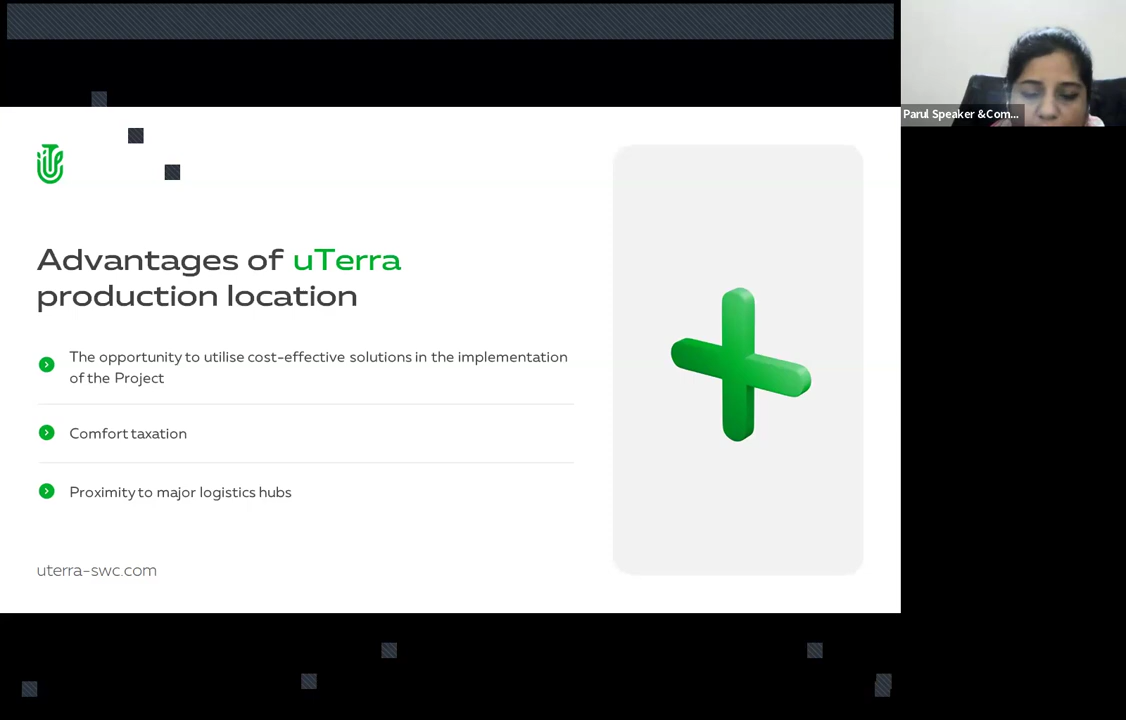 Parul Speaker &Com...
Advantages of uTerra
production location
The opportunity to utilise cost-effective solutions in the implementation
of the Project
Comfort taxation
Proximity to major logistics hubs
uterra-swc.com